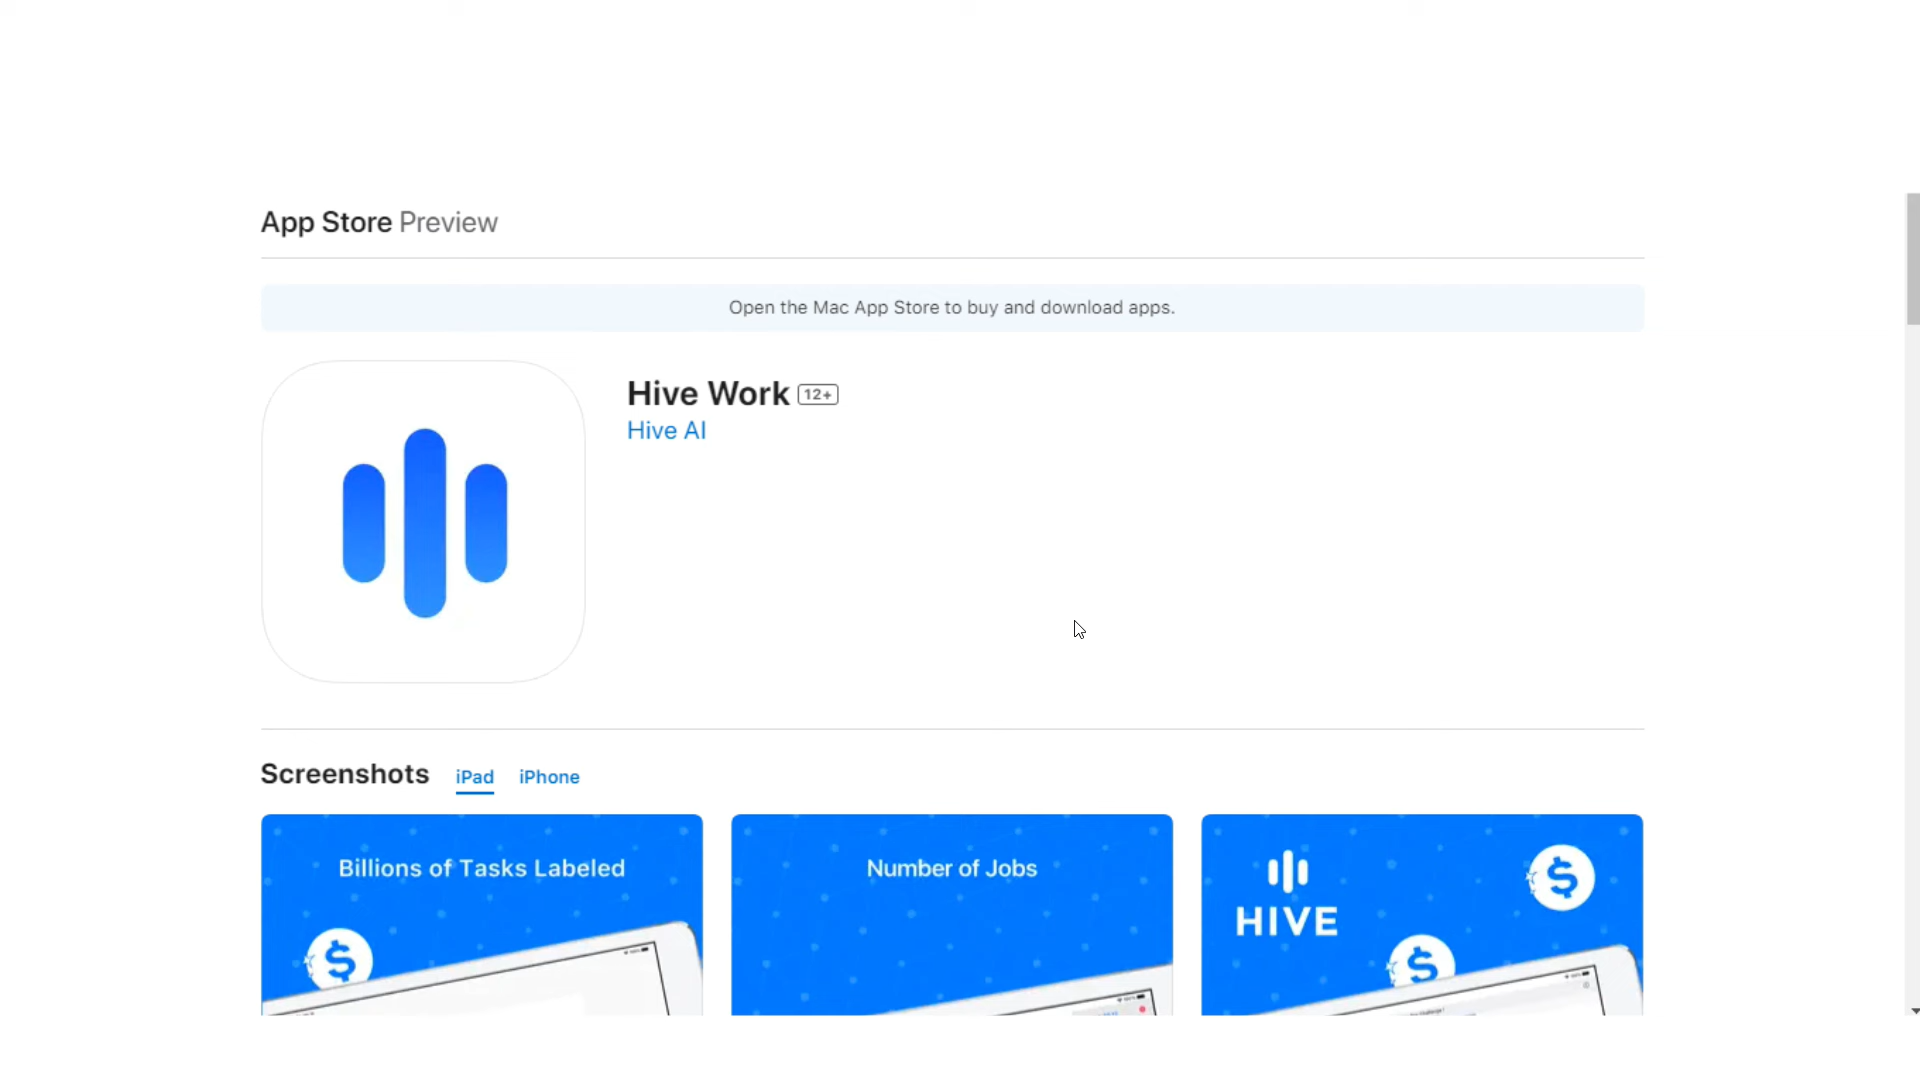 App Store Preview
Open the Mac App Store to buy and download apps.
Hive Work 12+
Hive AI
Screenshots iPad iPhone
Billions of Tasks Labeled
Number of Jobs
HIVE